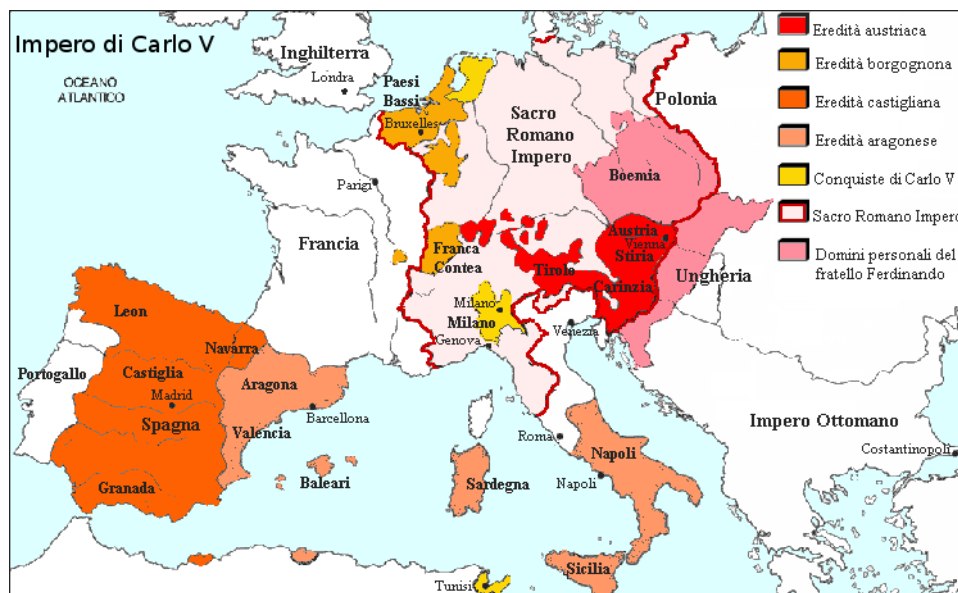 Impero di Carlo V
OCEANO
ATLANTICO
Inghilterra
Londra
Paesi
Bassi
Bruxelles
Sacro
Romano
Impero
Polonia
Boemia
Parigi
Francia
Franca
Contea
Austria
Vienna
Stiria
Tirolo
Carinzia
Ungheria
Milano
Milano
Genova
Venezia
Leon
Navarra
Portogallo
Castiglia
Madrid
Aragona
Barcellona
Spagna
Valencia
Granada
Baleari
Roma
Napoli
Napoli
Sardegna
Sicilia
Tunisi
Impero Ottomano
Costantinopoli
Eredità austriaca
Eredità borgognona
Eredità castigliana
Eredità aragonese
Conquiste di Carlo V
Sacro Romano Impero
Domini personali del
fratello Ferdinando